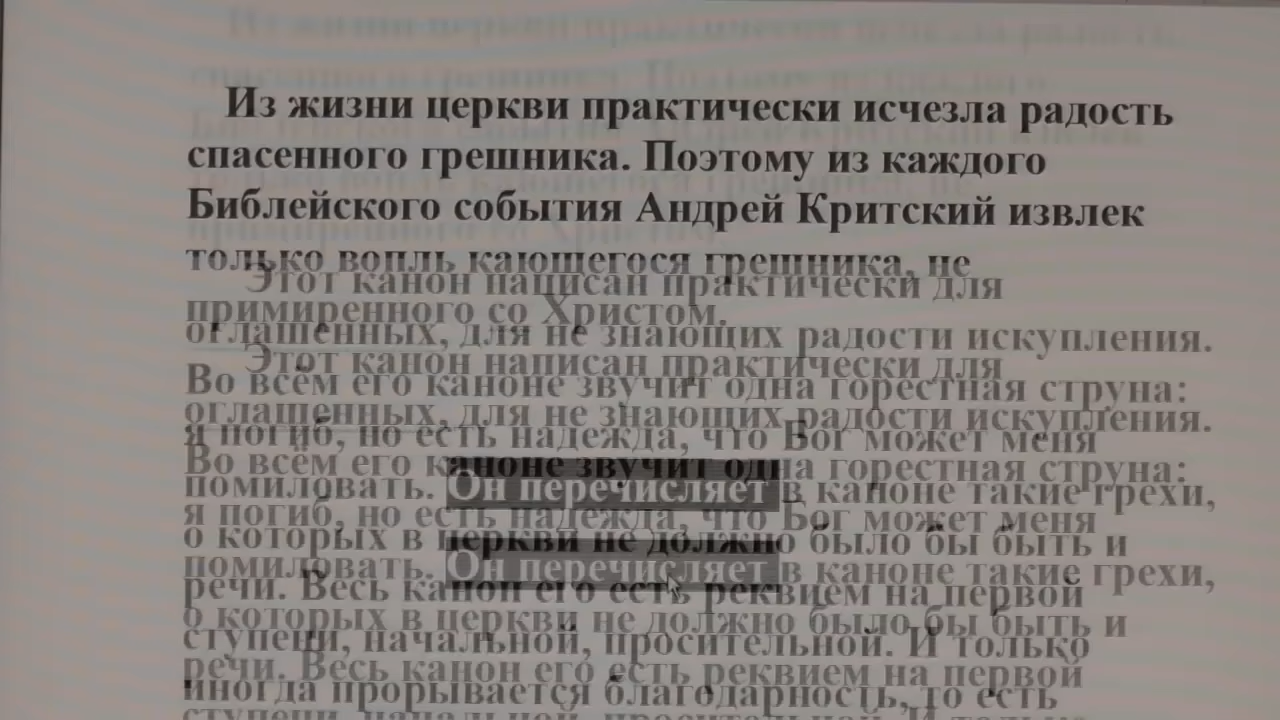 Из жизни церкви практически исчезла радость
спасенного грешника. Поэтому из каждого
Библейского события Андрей Критский извлек
только вопль кающегося грешника, не
примиренного со Христом.
Этот канон написан практически для
оглашенных, для не знающих радости искупления.
Во всём его каноне звучит одна горестная струна:
я погиб, но есть надежда, что Бог может меня
помиловать. Он перечисляет в каноне такие грехи,
о которых в церкви не должно было бы быть и
речи. Весь канон его есть реквием на первой
ступени, начальной, просительной. И только
иногда прорывается благодарность, то есть